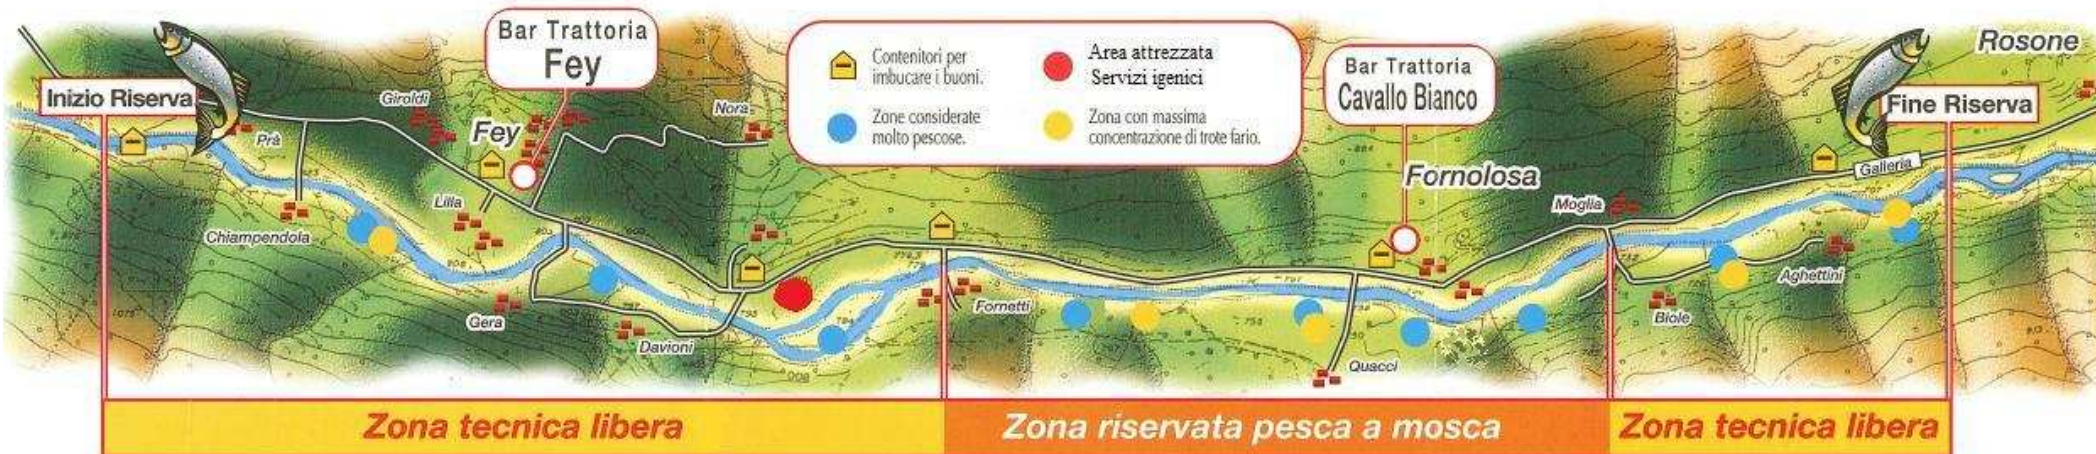 Bar Trattoria
Fey
Contenitori per
imbucare i buoni.
Area attrezzata
Servizi igenici
Zone considerate
molto pescose.
Zona con massima
concentrazione di trote fario.
Bar Trattoria
Cavallo Bianco
Rosone
Inizio Riserva
Fine Riserva
Giroldi
Nora
Fey
Prà
Lilla
Chiampendola
Gera
Davioni
Fornetti
Fornolosa
Moglia
Galleria
Quacci
Biole
Aghettini
Zona tecnica libera
Zona riservata pesca a mosca
Zona tecnica libera